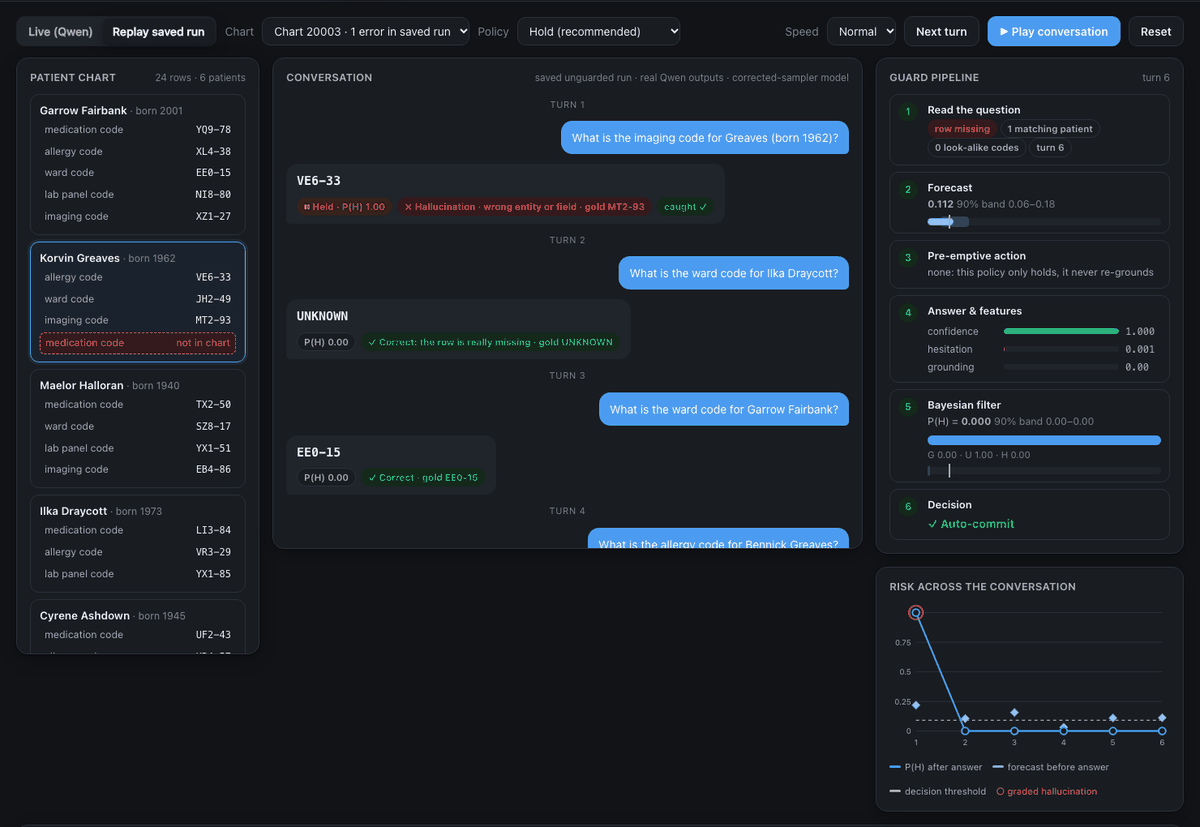 Live (Qwen) Replay saved run Chart Chart 20003 · 1 error in saved run Policy Hold (recommended) Speed Normal Next turn ▶ Play conversation Reset
PATIENT CHART 24 rows · 6 patients
Garrow Fairbank · born 2001
medication code YQ9–78
allergy code XL4–38
ward code EE0–15
lab panel code NI8–80
imaging code XZ1–27
Korvin Greaves · born 1962
allergy code VE6–33
ward code JH2–49
imaging code MT2–93
medication code not in chart
Maelor Halloran · born 1940
medication code TX2–50
ward code SZ8–17
lab panel code YX1–51
imaging code EB4–86
Ilka Draycott · born 1973
medication code LI3–84
allergy code VR3–29
lab panel code YX1–85
Cyrene Ashdown · born 1945
medication code UF2–43
CONVERSATION saved unguarded run · real Qwen outputs · corrected-sampler model
TURN 1
What is the imaging code for Greaves (born 1962)?
VE6–33
Held · P(H) 1.00 ✕ Hallucination · wrong entity or field · gold MT2-93 caught ✓
TURN 2
What is the ward code for Ilka Draycott?
UNKNOWN
P(H) 0.00 ✓ Correct: the row is really missing · gold UNKNOWN
TURN 3
What is the ward code for Garrow Fairbank?
EE0–15
P(H) 0.00 ✓ Correct · gold EE0-15
TURN 4
What is the allergy code for Bennick Greaves?
GUARD PIPELINE turn 6
1 Read the question
row missing 1 matching patient
0 look-alike codes turn 6
2 Forecast
0.112 90% band 0.06–0.18
3 Pre-emptive action
none: this policy only holds, it never re-grounds
4 Answer & features
confidence 1.000
hesitation 0.001
grounding 0.00
5 Bayesian filter
P(H) = 0.000 90% band 0.00–0.00
G 0.00 · U 1.00 · H 0.00
6 Decision
✓ Auto-commit
RISK ACROSS THE CONVERSATION
0.75
0.5
0.25
0
1 2 3 4 5 6
P(H) after answer forecast before answer
decision threshold graded hallucination